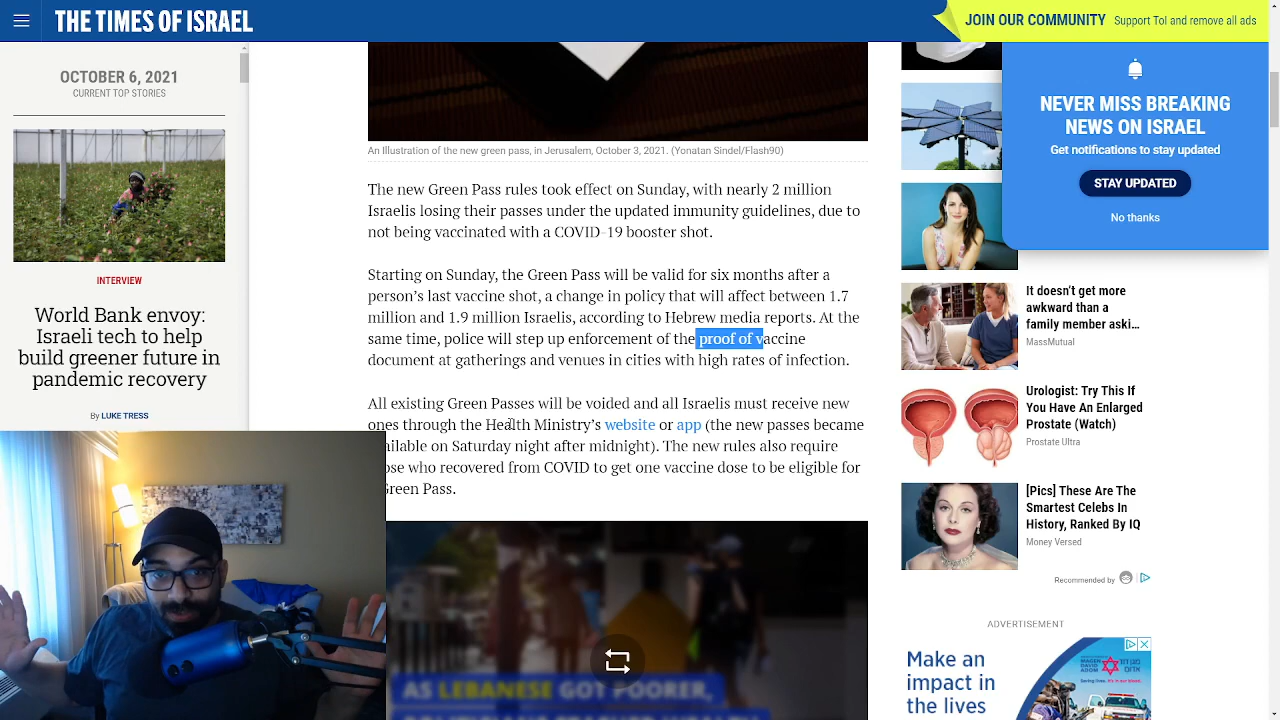 THE TIMES OF ISRAEL
JOIN OUR COMMUNITY Support ToI and remove all ads
OCTOBER 6, 2021
CURRENT TOP STORIES
INTERVIEW
World Bank envoy:
Israeli tech to help
build greener future in
pandemic recovery
By LUKE TRESS
An Illustration of the new green pass, in Jerusalem, October 3, 2021. (Yonatan Sindel/Flash90)
The new Green Pass rules took effect on Sunday, with nearly 2 million
Israelis losing their passes under the updated immunity guidelines, due to
not being vaccinated with a COVID-19 booster shot.
Starting on Sunday, the Green Pass will be valid for six months after a
person’s last vaccine shot, a change in policy that will affect between 1.7
million and 1.9 million Israelis, according to Hebrew media reports. At the
same time, police will step up enforcement of the proof of vaccine
document at gatherings and venues in cities with high rates of infection.
All existing Green Passes will be voided and all Israelis must receive new
ones through the Health Ministry’s website or app (the new passes became
ailable on Saturday night after midnight). The new rules also require
ose who recovered from COVID to get one vaccine dose to be eligible for
Green Pass.
LEBANESE GOT
NEVER MISS BREAKING
NEWS ON ISRAEL
Get notifications to stay updated
STAY UPDATED
No thanks
It doesn’t get more
awkward than a
family member aski...
MassMutual
Urologist: Try This If
You Have An Enlarged
Prostate (Watch)
Prostate Ultra
[Pics] These Are The
Smartest Celebs In
History, Ranked By IQ
Money Versed
Recommended by
ADVERTISEMENT
Make an
impact in
the lives